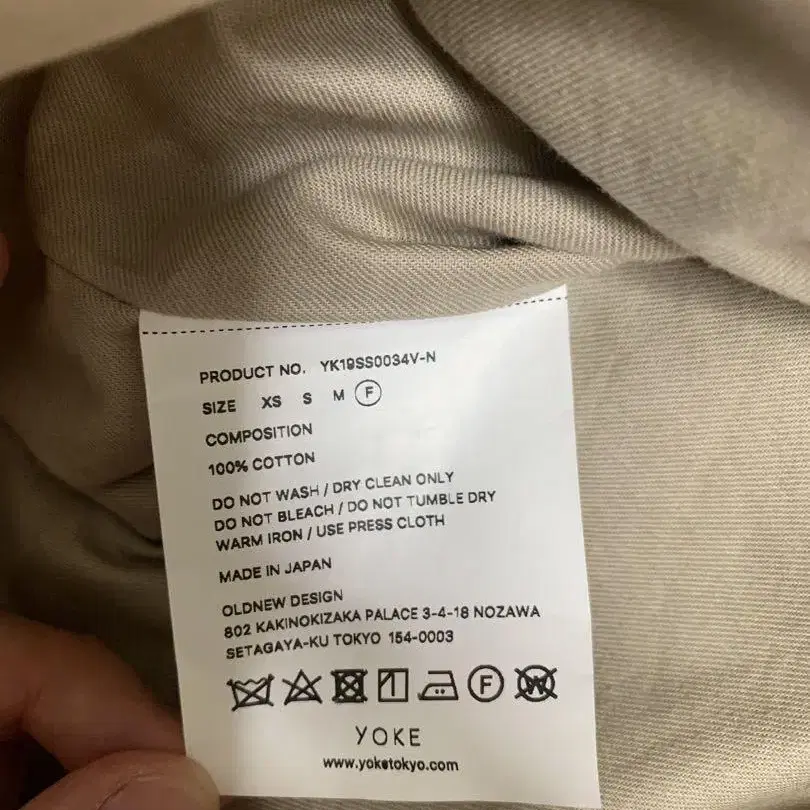 PRODUCT NO. YK19SS0034V-N
SIZE XS S M F
COMPOSITION
100% COTTON
DO NOT WASH / DRY CLEAN ONLY
DO NOT BLEACH / DO NOT TUMBLE DRY
WARM IRON / USE PRESS CLOTH
MADE IN JAPAN
OLDNEW DESIGN
802 KAKINOKIZAKA PALACE 3-4-18 NOZAWA
SETAGAYA-KU TOKYO 154-0003
F W
YOKE
www.yoketokyo.com